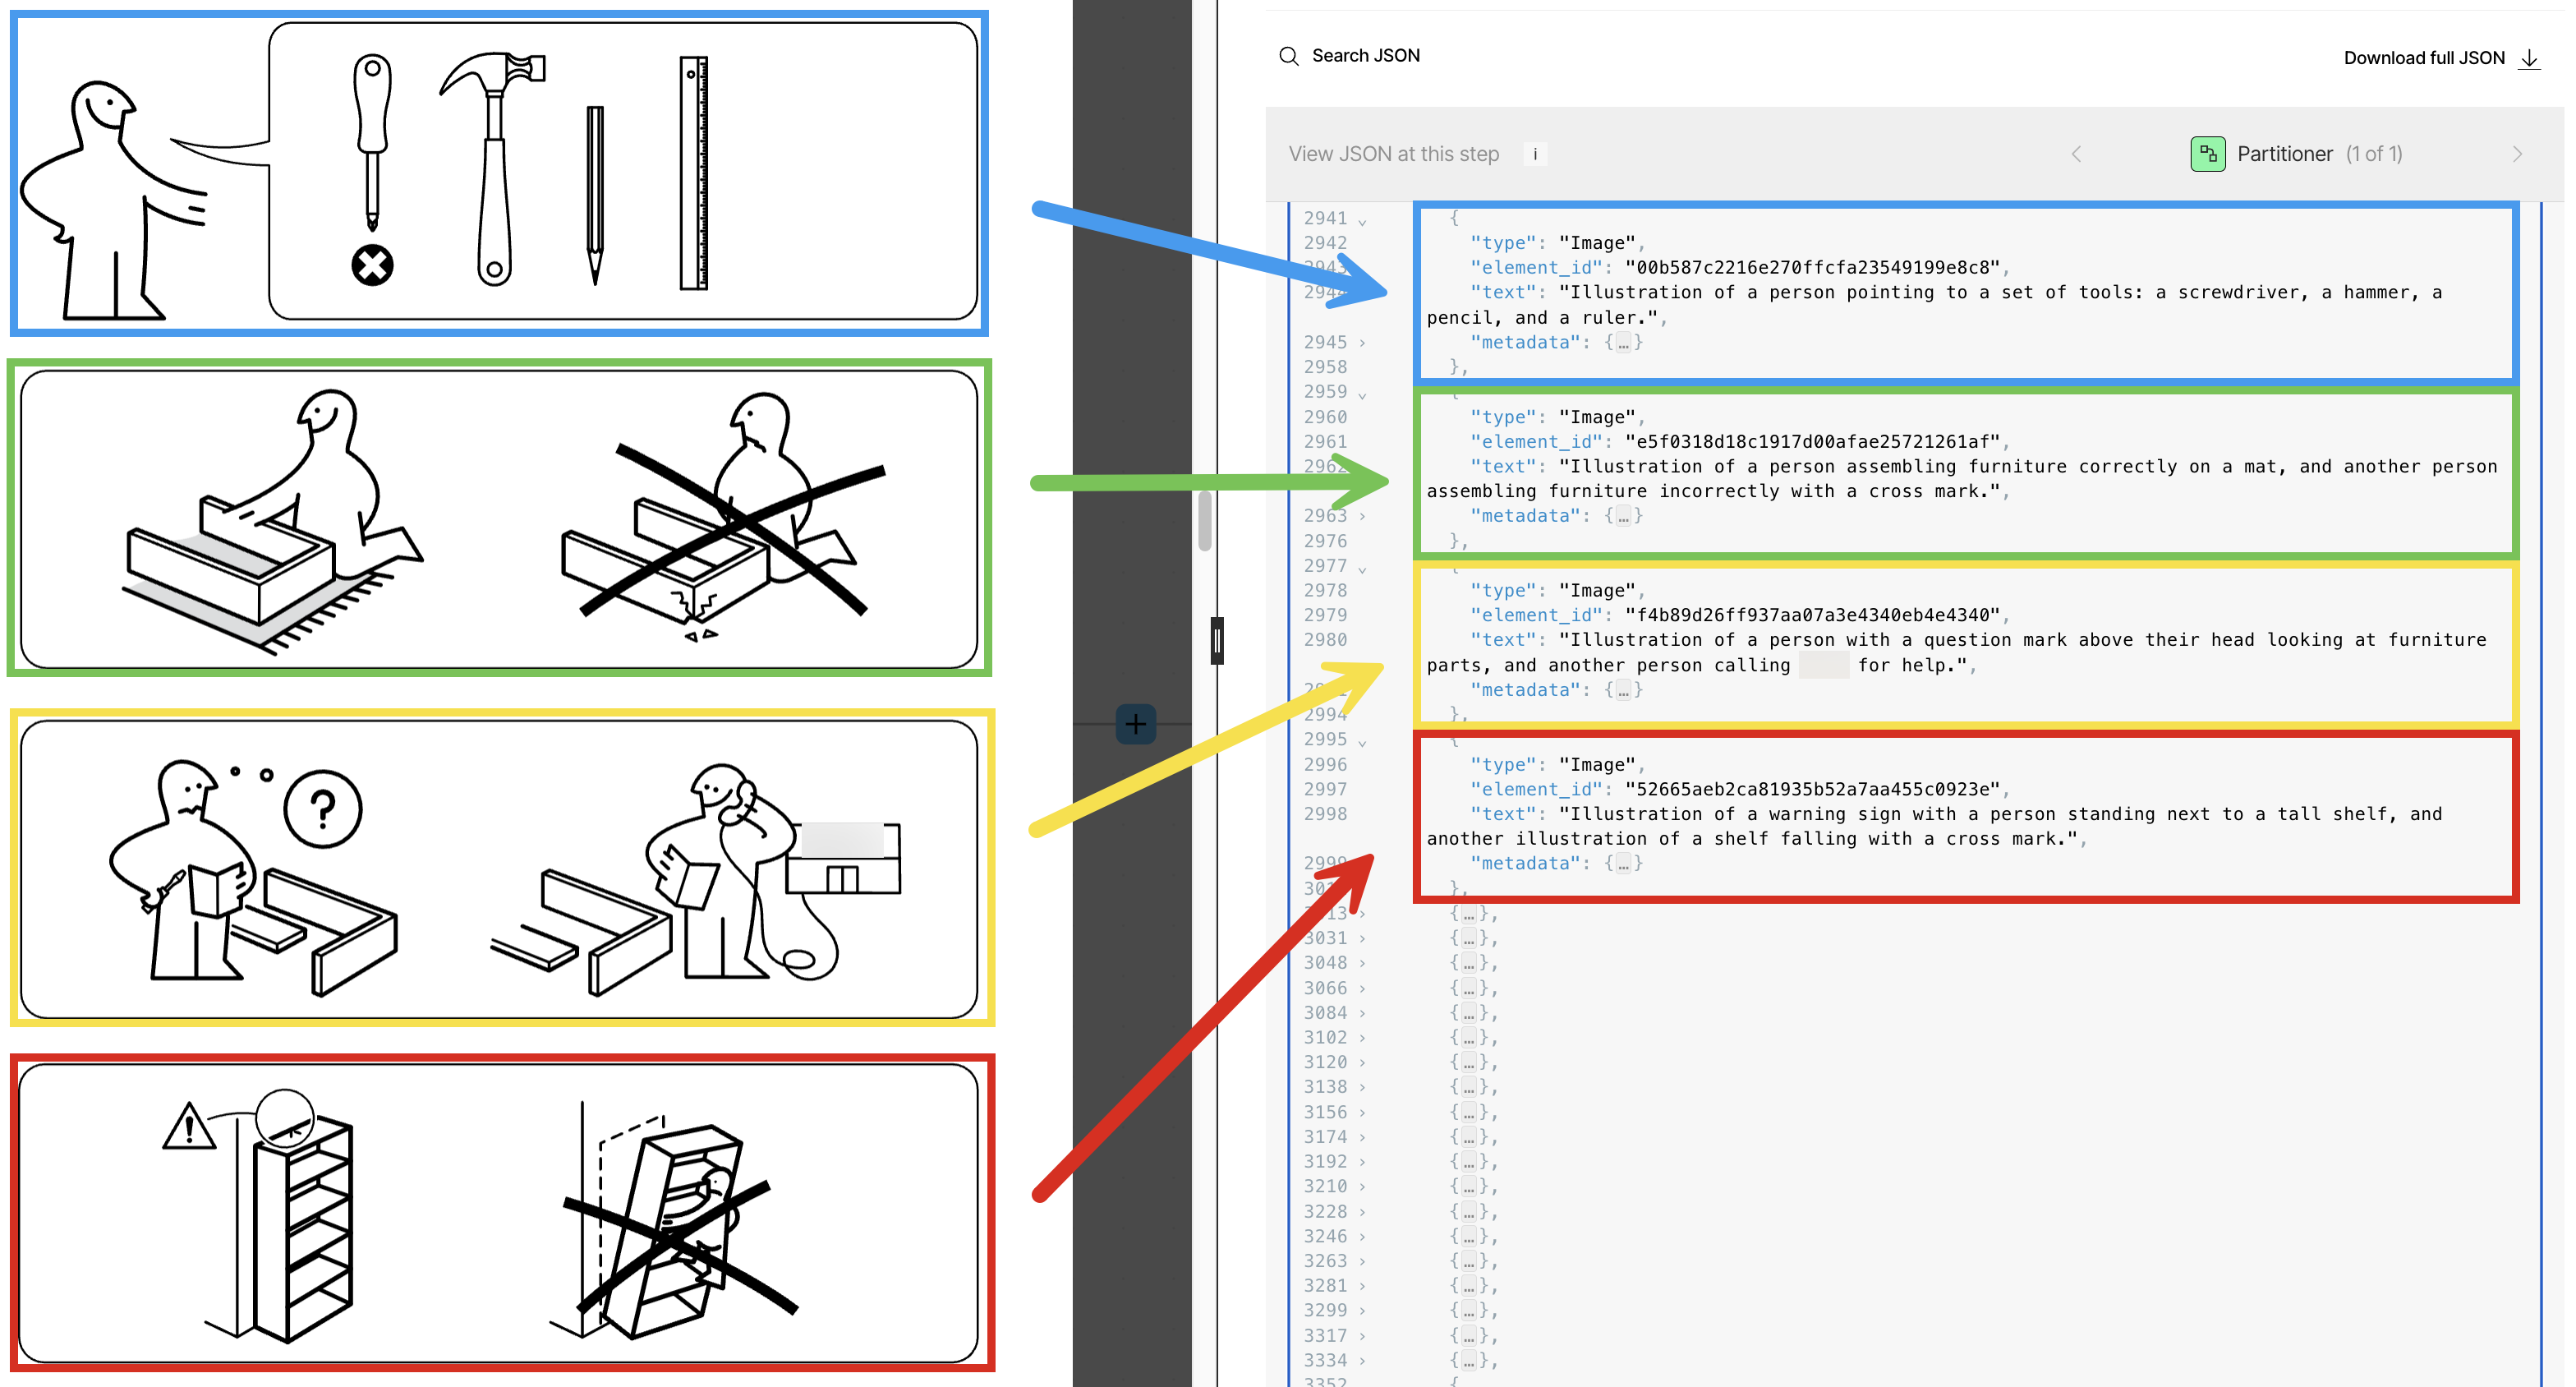 ?
!
Search JSON
Download full JSON
View JSON at this step i
Partitioner (1 of 1)
2941 {
2942 "type": "Image",
2943 "element_id": "00b587c2216e270ffcfa23549199e8c8",
2944 "text": "Illustration of a person pointing to a set of tools: a screwdriver, a hammer, a
pencil, and a ruler.",
2945 "metadata": {…}
2958 },
2959 {
2960 "type": "Image",
2961 "element_id": "e5f0318d18c1917d00afae25721261af",
2962 "text": "Illustration of a person assembling furniture correctly on a mat, and another person
assembling furniture incorrectly with a cross mark.",
2963 "metadata": {…}
2976 },
2977 {
2978 "type": "Image",
2979 "element_id": "f4b89d26ff937aa07a3e4340eb4e4340",
2980 "text": "Illustration of a person with a question mark above their head looking at furniture
parts, and another person calling for help.",
"metadata": {…}
2994 },
2995 {
2996 "type": "Image",
2997 "element_id": "52665aeb2ca81935b52a7aa455c0923e",
2998 "text": "Illustration of a warning sign with a person standing next to a tall shelf, and
another illustration of a shelf falling with a cross mark.",
2999 "metadata": {…}
},
{…},
3031 {…},
3048 {…},
3066 {…},
3084 {…},
3102 {…},
3120 {…},
3138 {…},
3156 {…},
3174 {…},
3192 {…},
3210 {…},
3228 {…},
3246 {…},
3263 {…},
3281 {…},
3299 {…},
3317 {…},
3334 {…},
3352 {